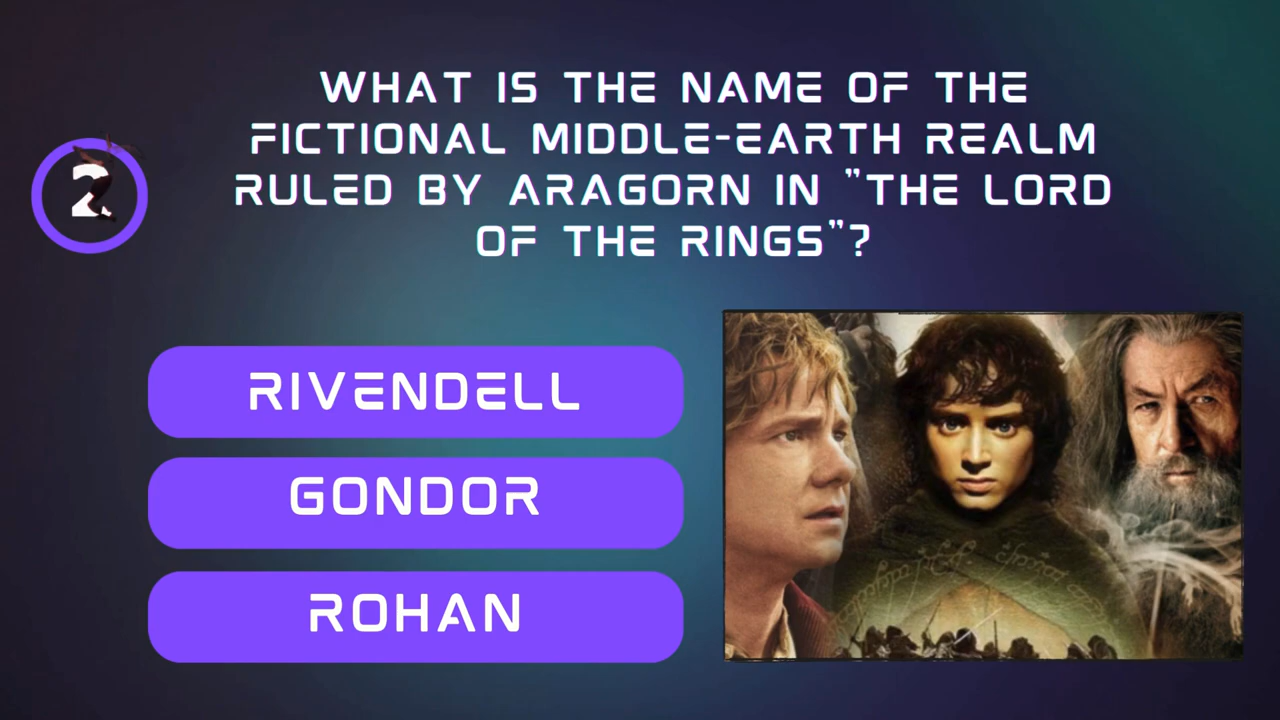 WHAT IS THE NAME OF THE
FICTIONAL MIDDLE-EARTH REALM
RULED BY ARAGORN IN "THE LORD
OF THE RINGS"?
2
RIVENDELL
GONDOR
ROHAN